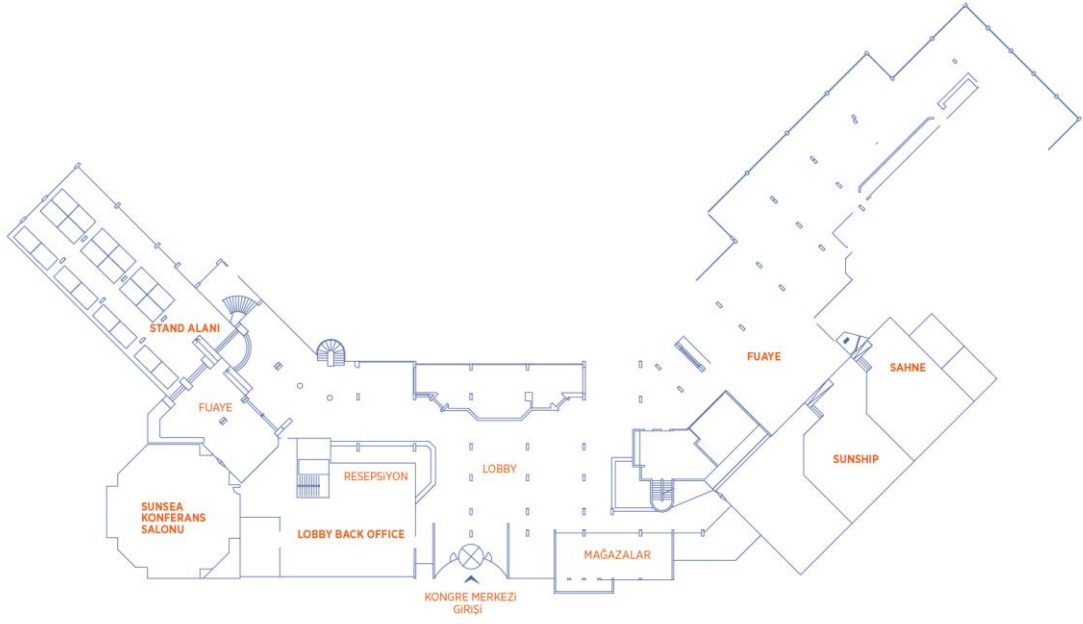 STAND ALANI
FUAYE
SAHNE
FUAYE
SUNSHIP
RESEPSİYON
LOBBY
SUNSEA
KONFERANS
SALONU
LOBBY BACK OFFICE
MAĞAZALAR
KONGRE MERKEZİ
GİRİŞİ